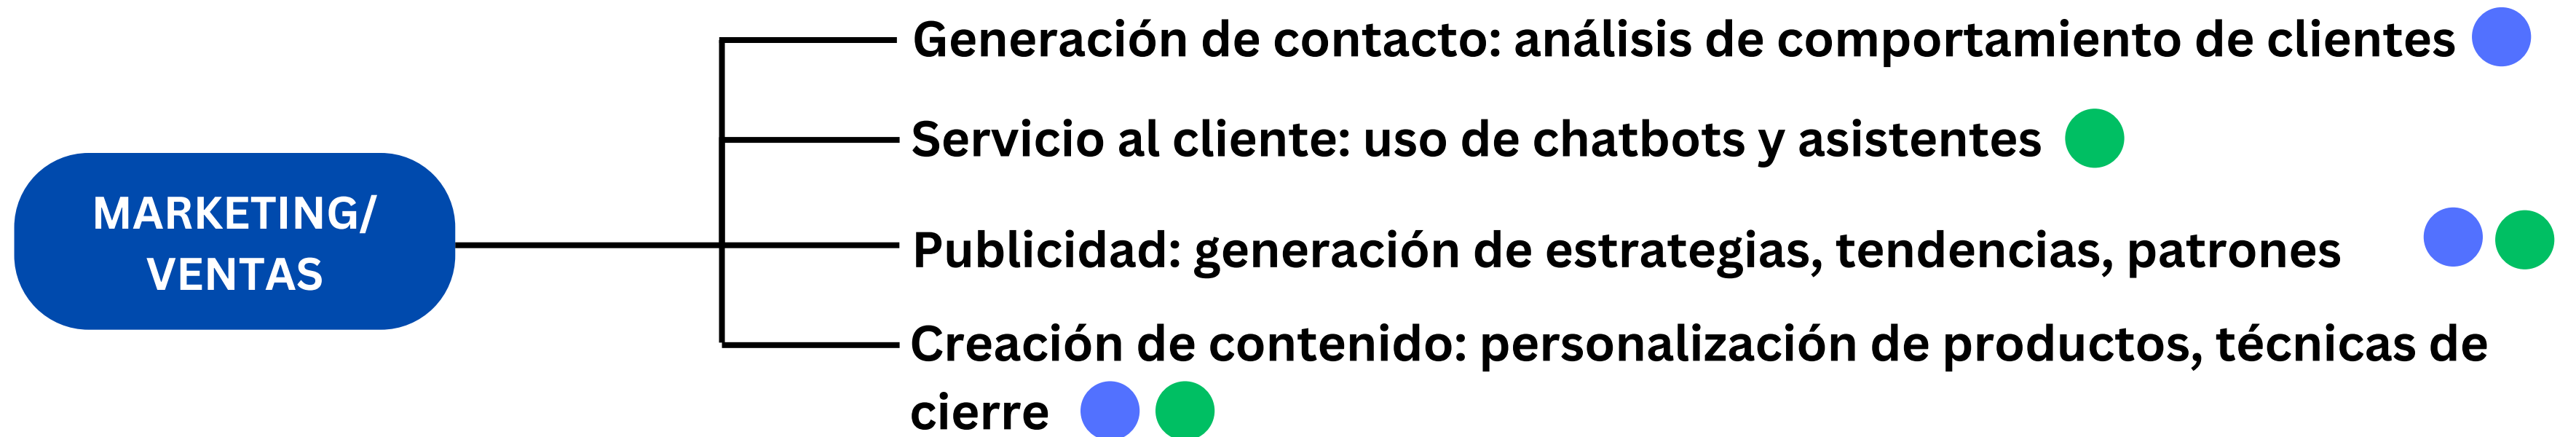 MARKETING/
VENTAS
Generación de contacto: análisis de comportamiento de clientes
Servicio al cliente: uso de chatbots y asistentes
Publicidad: generación de estrategias, tendencias, patrones
Creación de contenido: personalización de productos, técnicas de
cierre